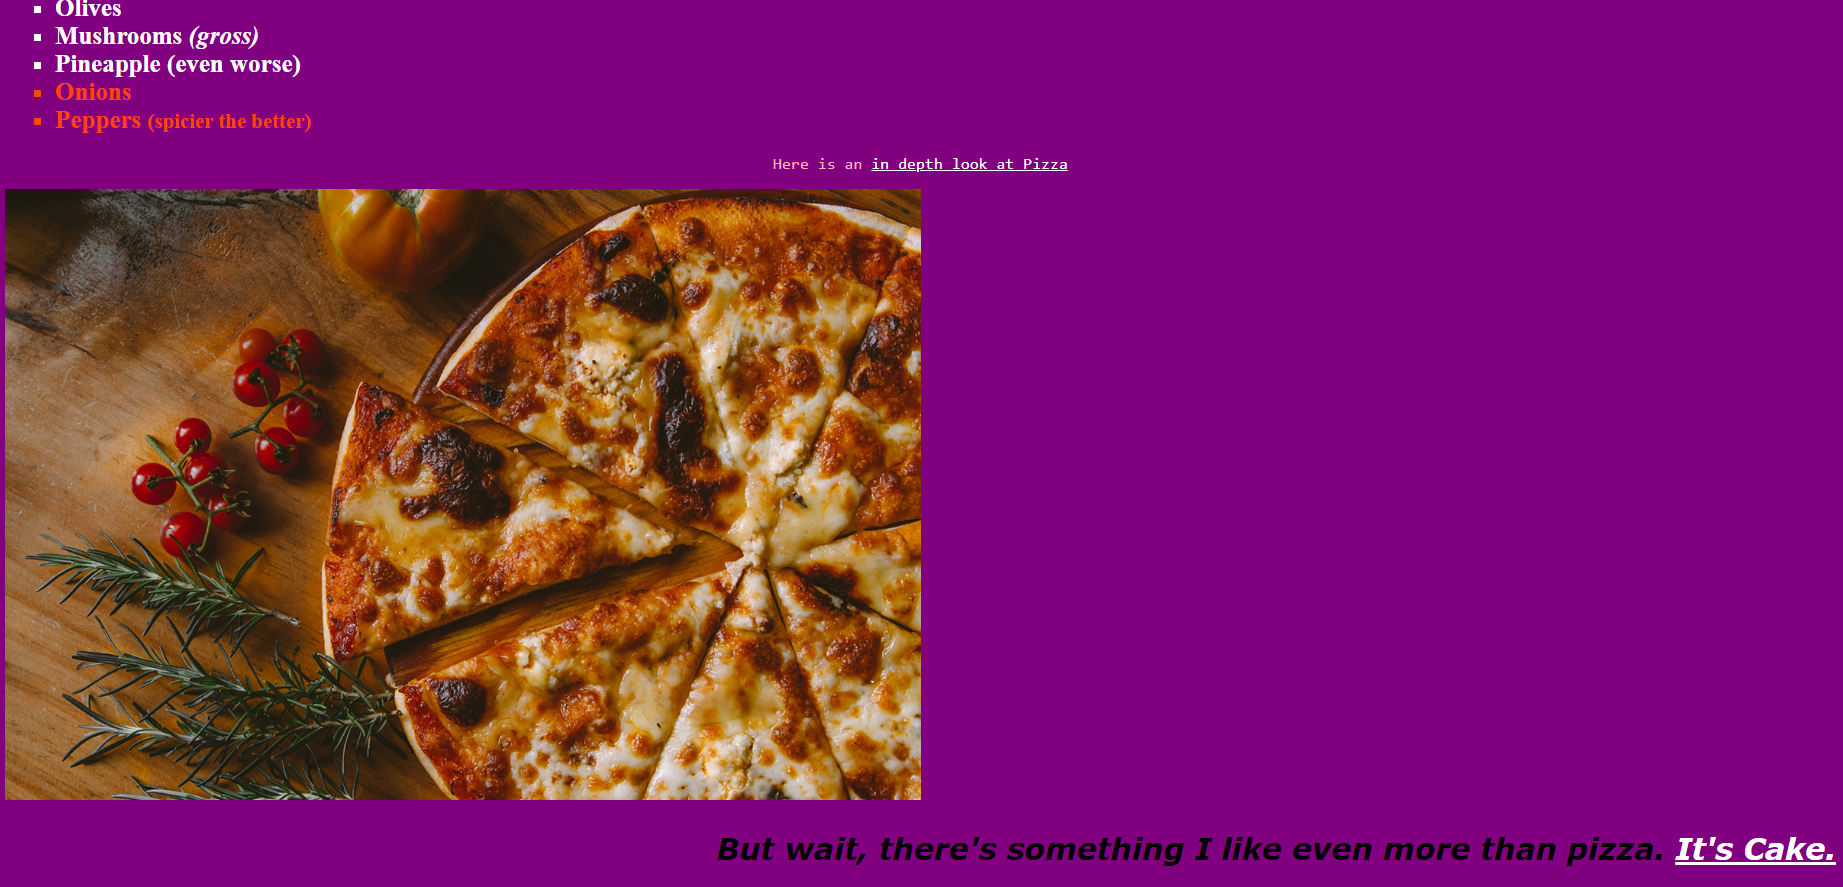 Olives
Mushrooms (gross)
Pineapple (even worse)
Onions
Peppers (spicier the better)
Here is an in depth look at Pizza
But wait, there's something I like even more than pizza. It's Cake.